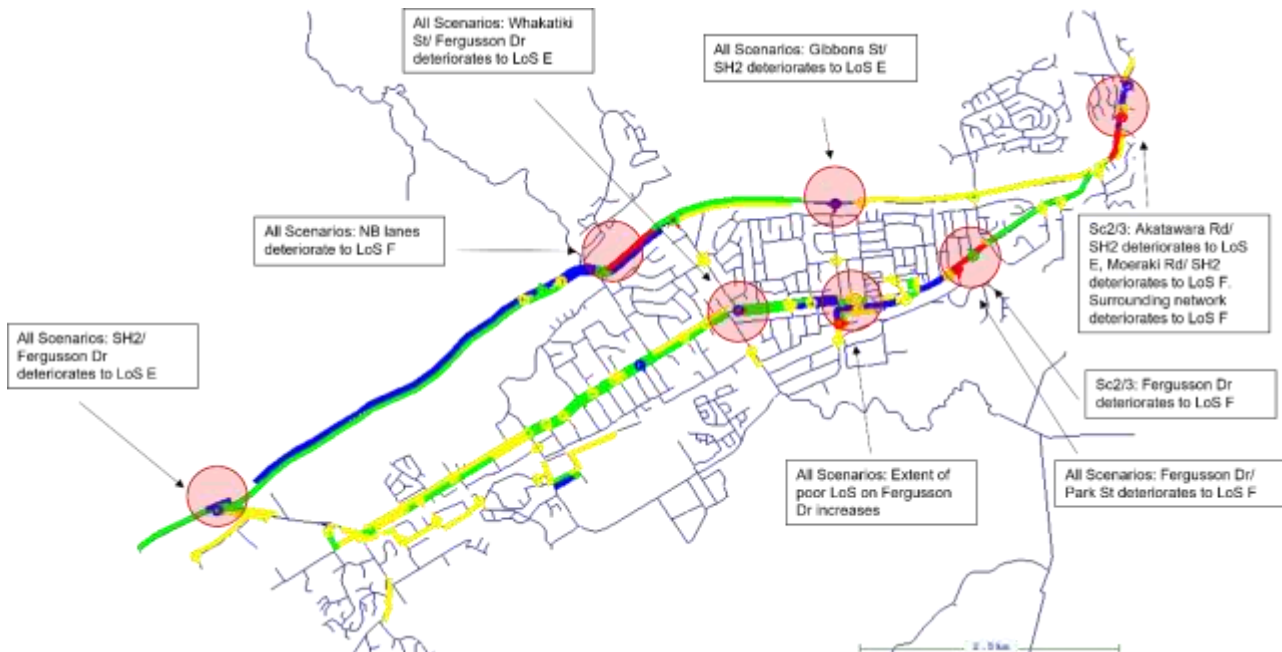 All Scenarios: Whakatiki
St/ Fergusson Dr
deteriorates to LoS E
All Scenarios: Gibbons St/
SH2 deteriorates to LoS E
All Scenarios: NB lanes
deteriorate to LoS F
Sc2/3: Akatawara Rd/
SH2 deteriorates to LoS
E, Moeraki Rd/ SH2
deteriorates to LoS F.
Surrounding network
deteriorates to LoS F
All Scenarios: SH2/
Fergusson Dr
deteriorates to LoS E
Sc2/3: Fergusson Dr
deteriorates to LoS F
All Scenarios: Extent of
poor LoS on Fergusson
Dr increases
All Scenarios: Fergusson Dr/
Park St deteriorates to LoS F
2.5km